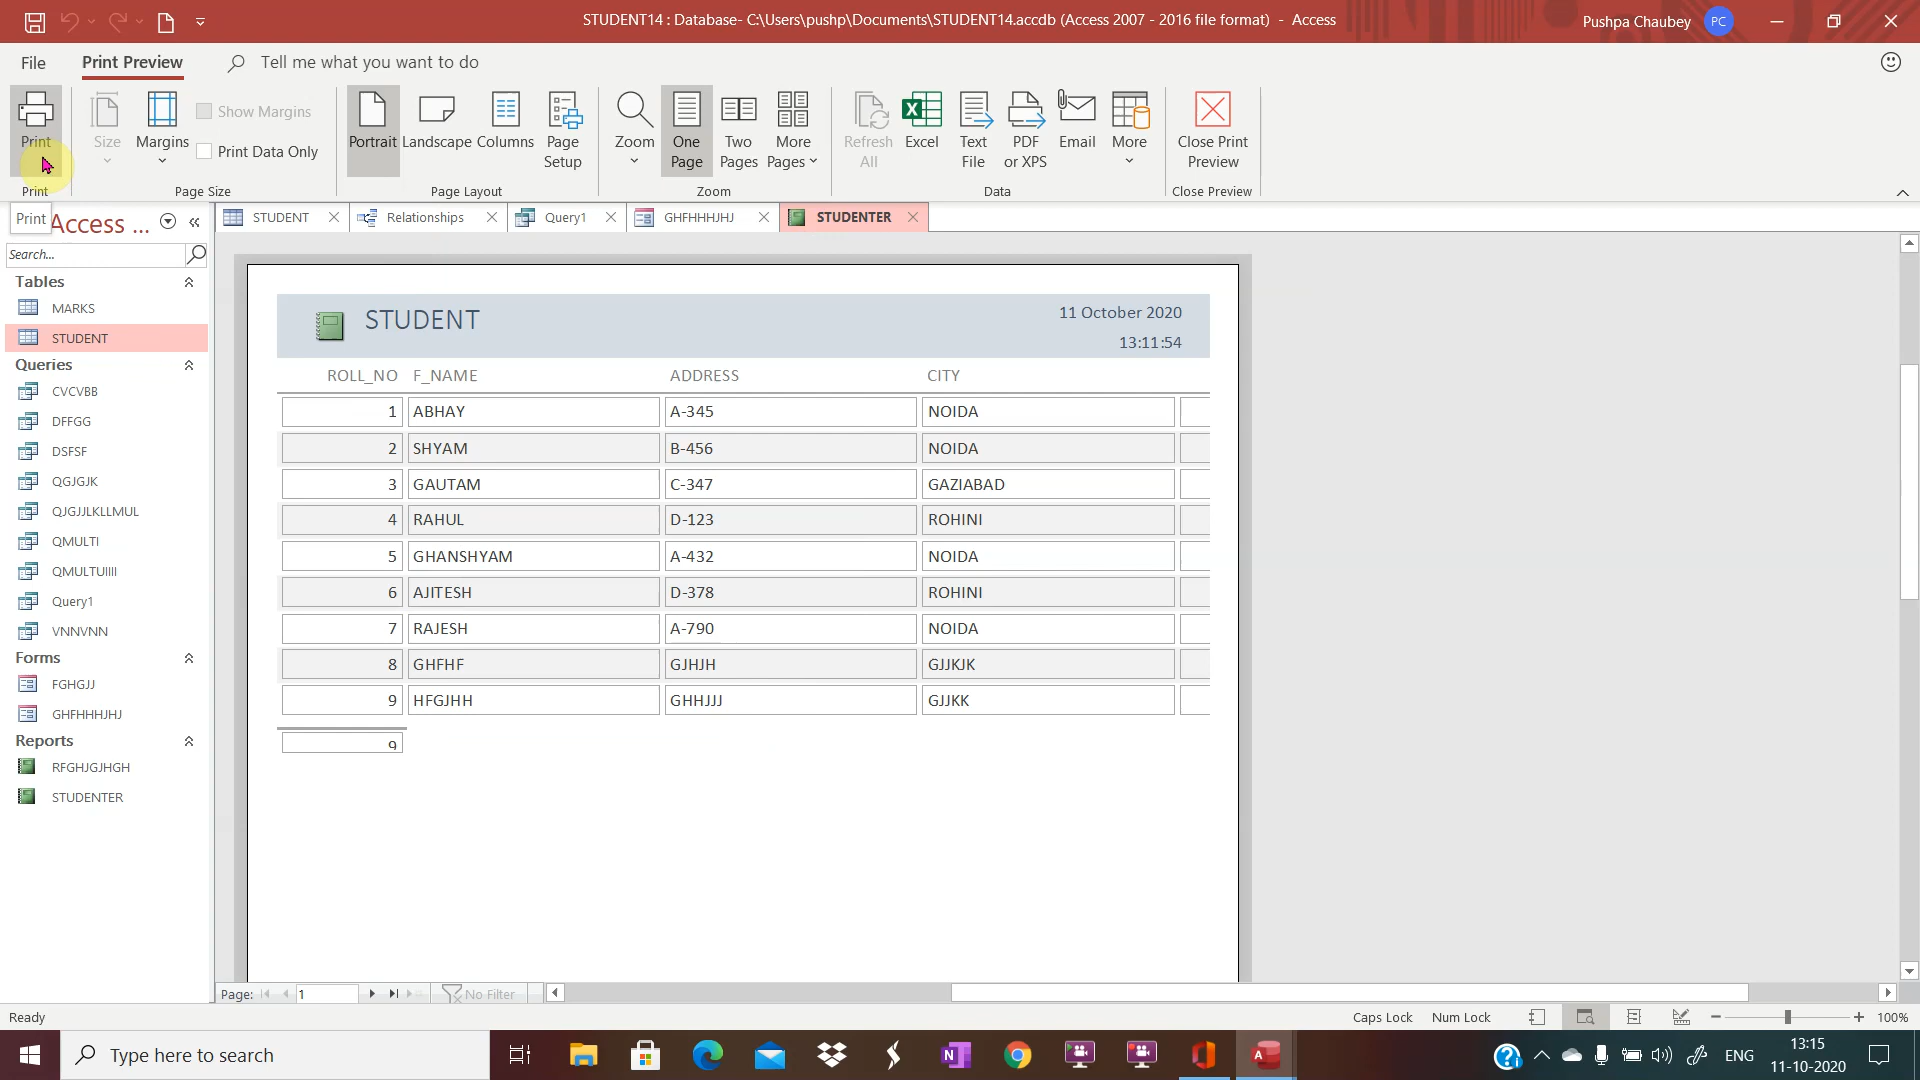 STUDENT14 : Database- C:\Users\pushp\Documents\STUDENT14.accdb (Access 2007 - 2016 file format) - Access
Pushpa Chaubey PC
File Print Preview Tell me what you want to do
Print
Size
Margins
Show Margins
Print Data Only
Portrait
Landscape
Columns
Page Setup
Zoom
One Page
Two Pages
More Pages
Refresh All
Excel
Text File
PDF or XPS
Email
More
Close Print Preview
Print Page Size Page Layout Zoom Data Close Preview
Print
Access ...
Search...
Tables
MARKS
STUDENT
Queries
CVCVBB
DFFGG
DSFSF
QGJGJK
QJGJJLKLLMUL
QMULTI
QMULTUIIII
Query1
VNNVNN
Forms
FGHGJJ
GHFHHHJHJ
Reports
RFGHJGJHGH
STUDENTER
STUDENT Relationships Query1 GHFHHHJHJ STUDENTER
STUDENT
11 October 2020
13:11:54
ROLL_NO F_NAME ADDRESS CITY
1 ABHAY A-345 NOIDA
2 SHYAM B-456 NOIDA
3 GAUTAM C-347 GAZIABAD
4 RAHUL D-123 ROHINI
5 GHANSHYAM A-432 NOIDA
6 AJITESH D-378 ROHINI
7 RAJESH A-790 NOIDA
8 GHFHF GJHJH GJJKJK
9 HFGJHH GHHJJJ GJJKK
9
Page: 1 No Filter
Ready Caps Lock Num Lock 100%
Type here to search
ENG
13:15
11-10-2020